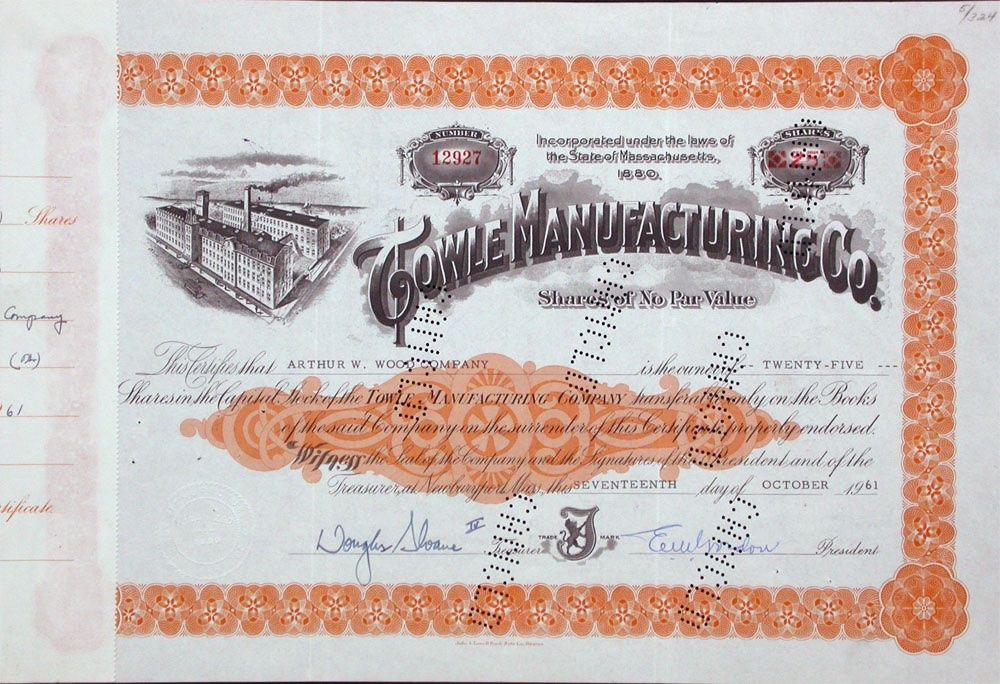 5/324
NUMBER
12927
Incorporated under the laws of
the State of Massachusetts,
1880.
SHARES
25
TOWLE MANUFACTURING CO.
Shares of No Par Value
Shares
Company
61
This Certifies that ARTHUR W. WOOD COMPANY is the owner of -- TWENTY-FIVE ---
Shares in the Capital Stock of the TOWLE MANUFACTURING COMPANY transferable only on the Books
of the said Company in the surrender of this Certificate properly endorsed.
In Witness the Seal of the Company and the Signatures of the President and of the
Treasurer, at Newburyport, Mass., this SEVENTEENTH day of OCTOBER 1961
Douglas Sloane IV Treasurer TRADE MARK President